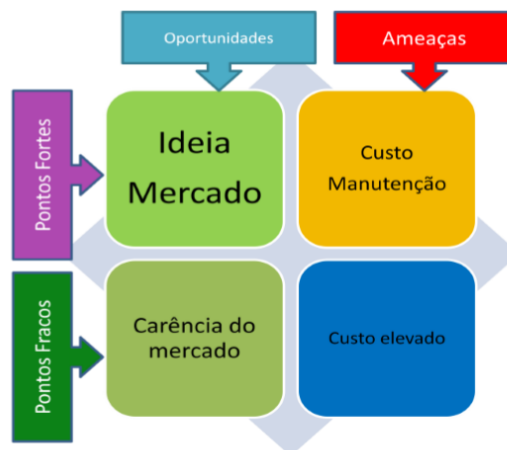 Oportunidades
Ameaças
Pontos Fortes
Ideia
Mercado
Custo
Manutenção
Pontos Fracos
Carência do
mercado
Custo elevado